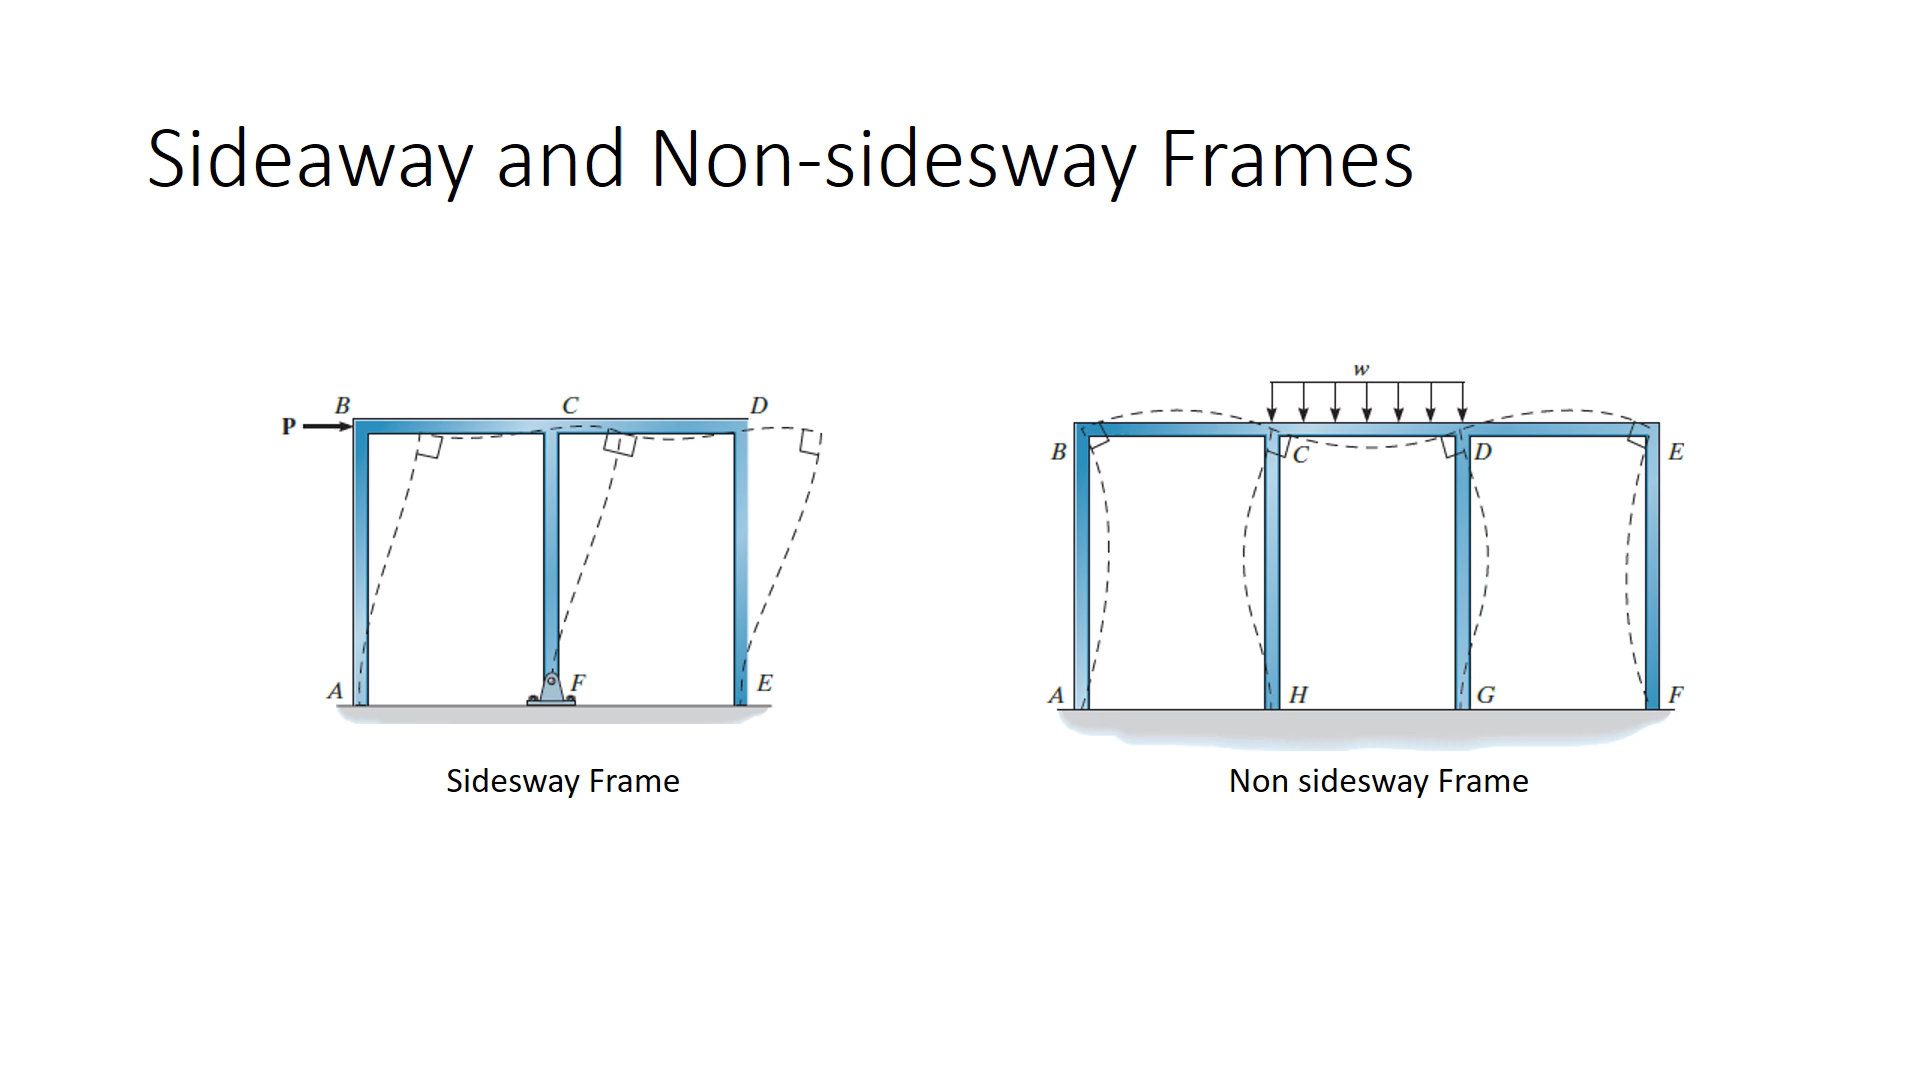 Sideaway and Non-sidesway Frames
P
B
C
D
A
F
E
Sidesway Frame
w
B
C
D
E
A
H
G
F
Non sidesway Frame